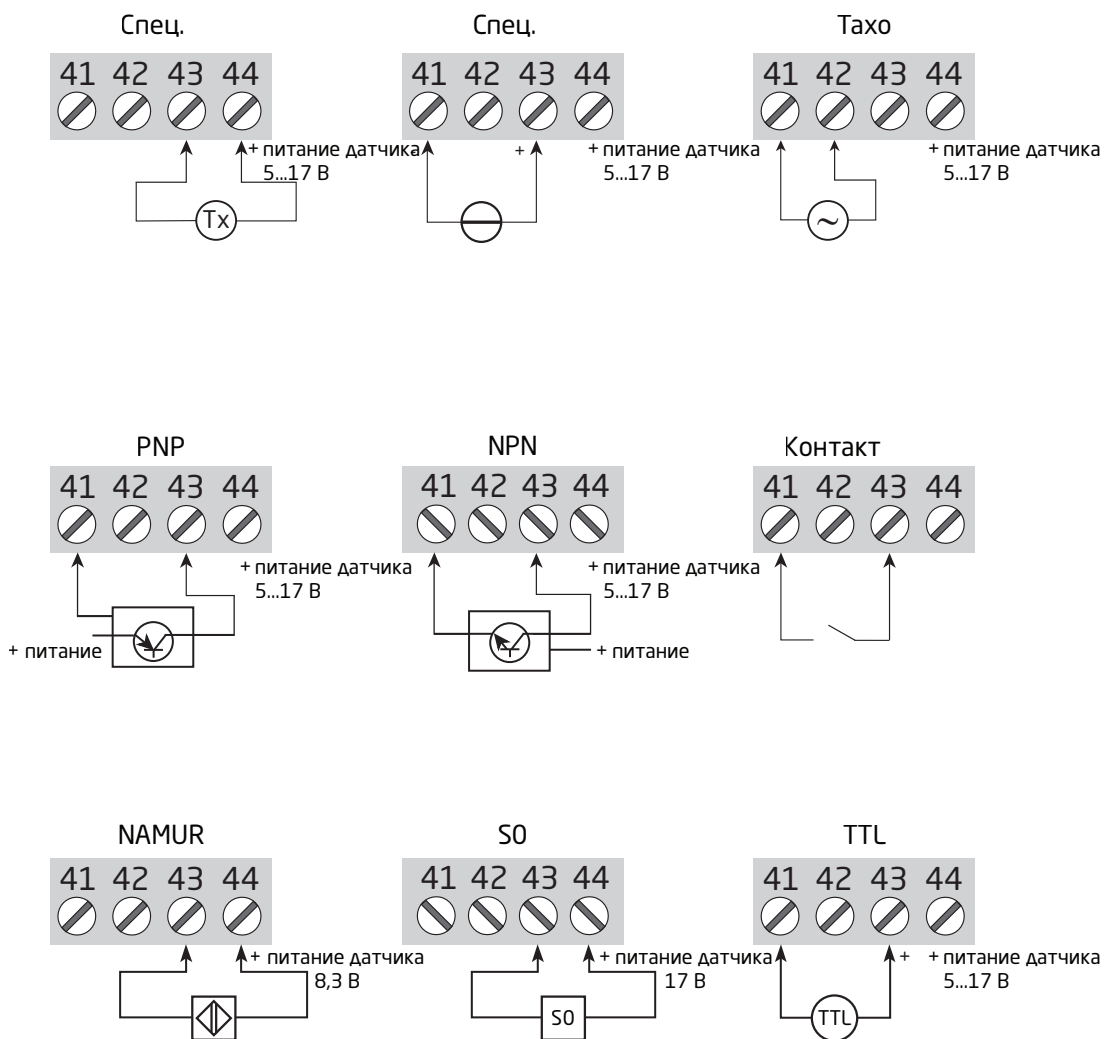 Спец.
41 42 43 44
+ питание датчика
5...17 В
Tx
Спец.
41 42 43 44
+
+ питание датчика
5...17 В
Тахо
41 42 43 44
+ питание датчика
5...17 В
~
PNP
41 42 43 44
+ питание датчика
5...17 В
+ питание
NPN
41 42 43 44
+ питание датчика
5...17 В
+ питание
Контакт
41 42 43 44
NAMUR
41 42 43 44
+ питание датчика
8,3 В
S0
41 42 43 44
+ питание датчика
17 В
S0
TTL
41 42 43 44
+
+ питание датчика
5...17 В
TTL